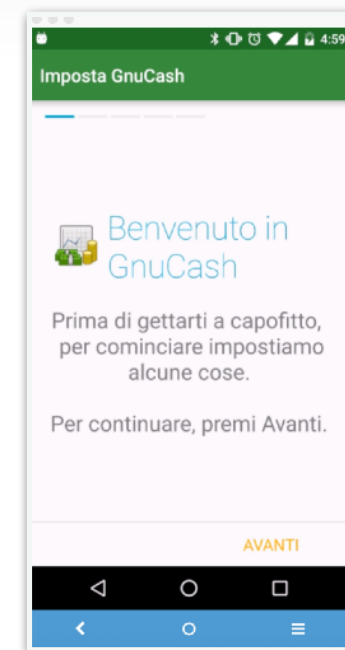 4:59
Imposta GnuCash
Benvenuto in
GnuCash
Prima di gettarti a capofitto,
per cominciare impostiamo
alcune cose.
Per continuare, premi Avanti.
AVANTI